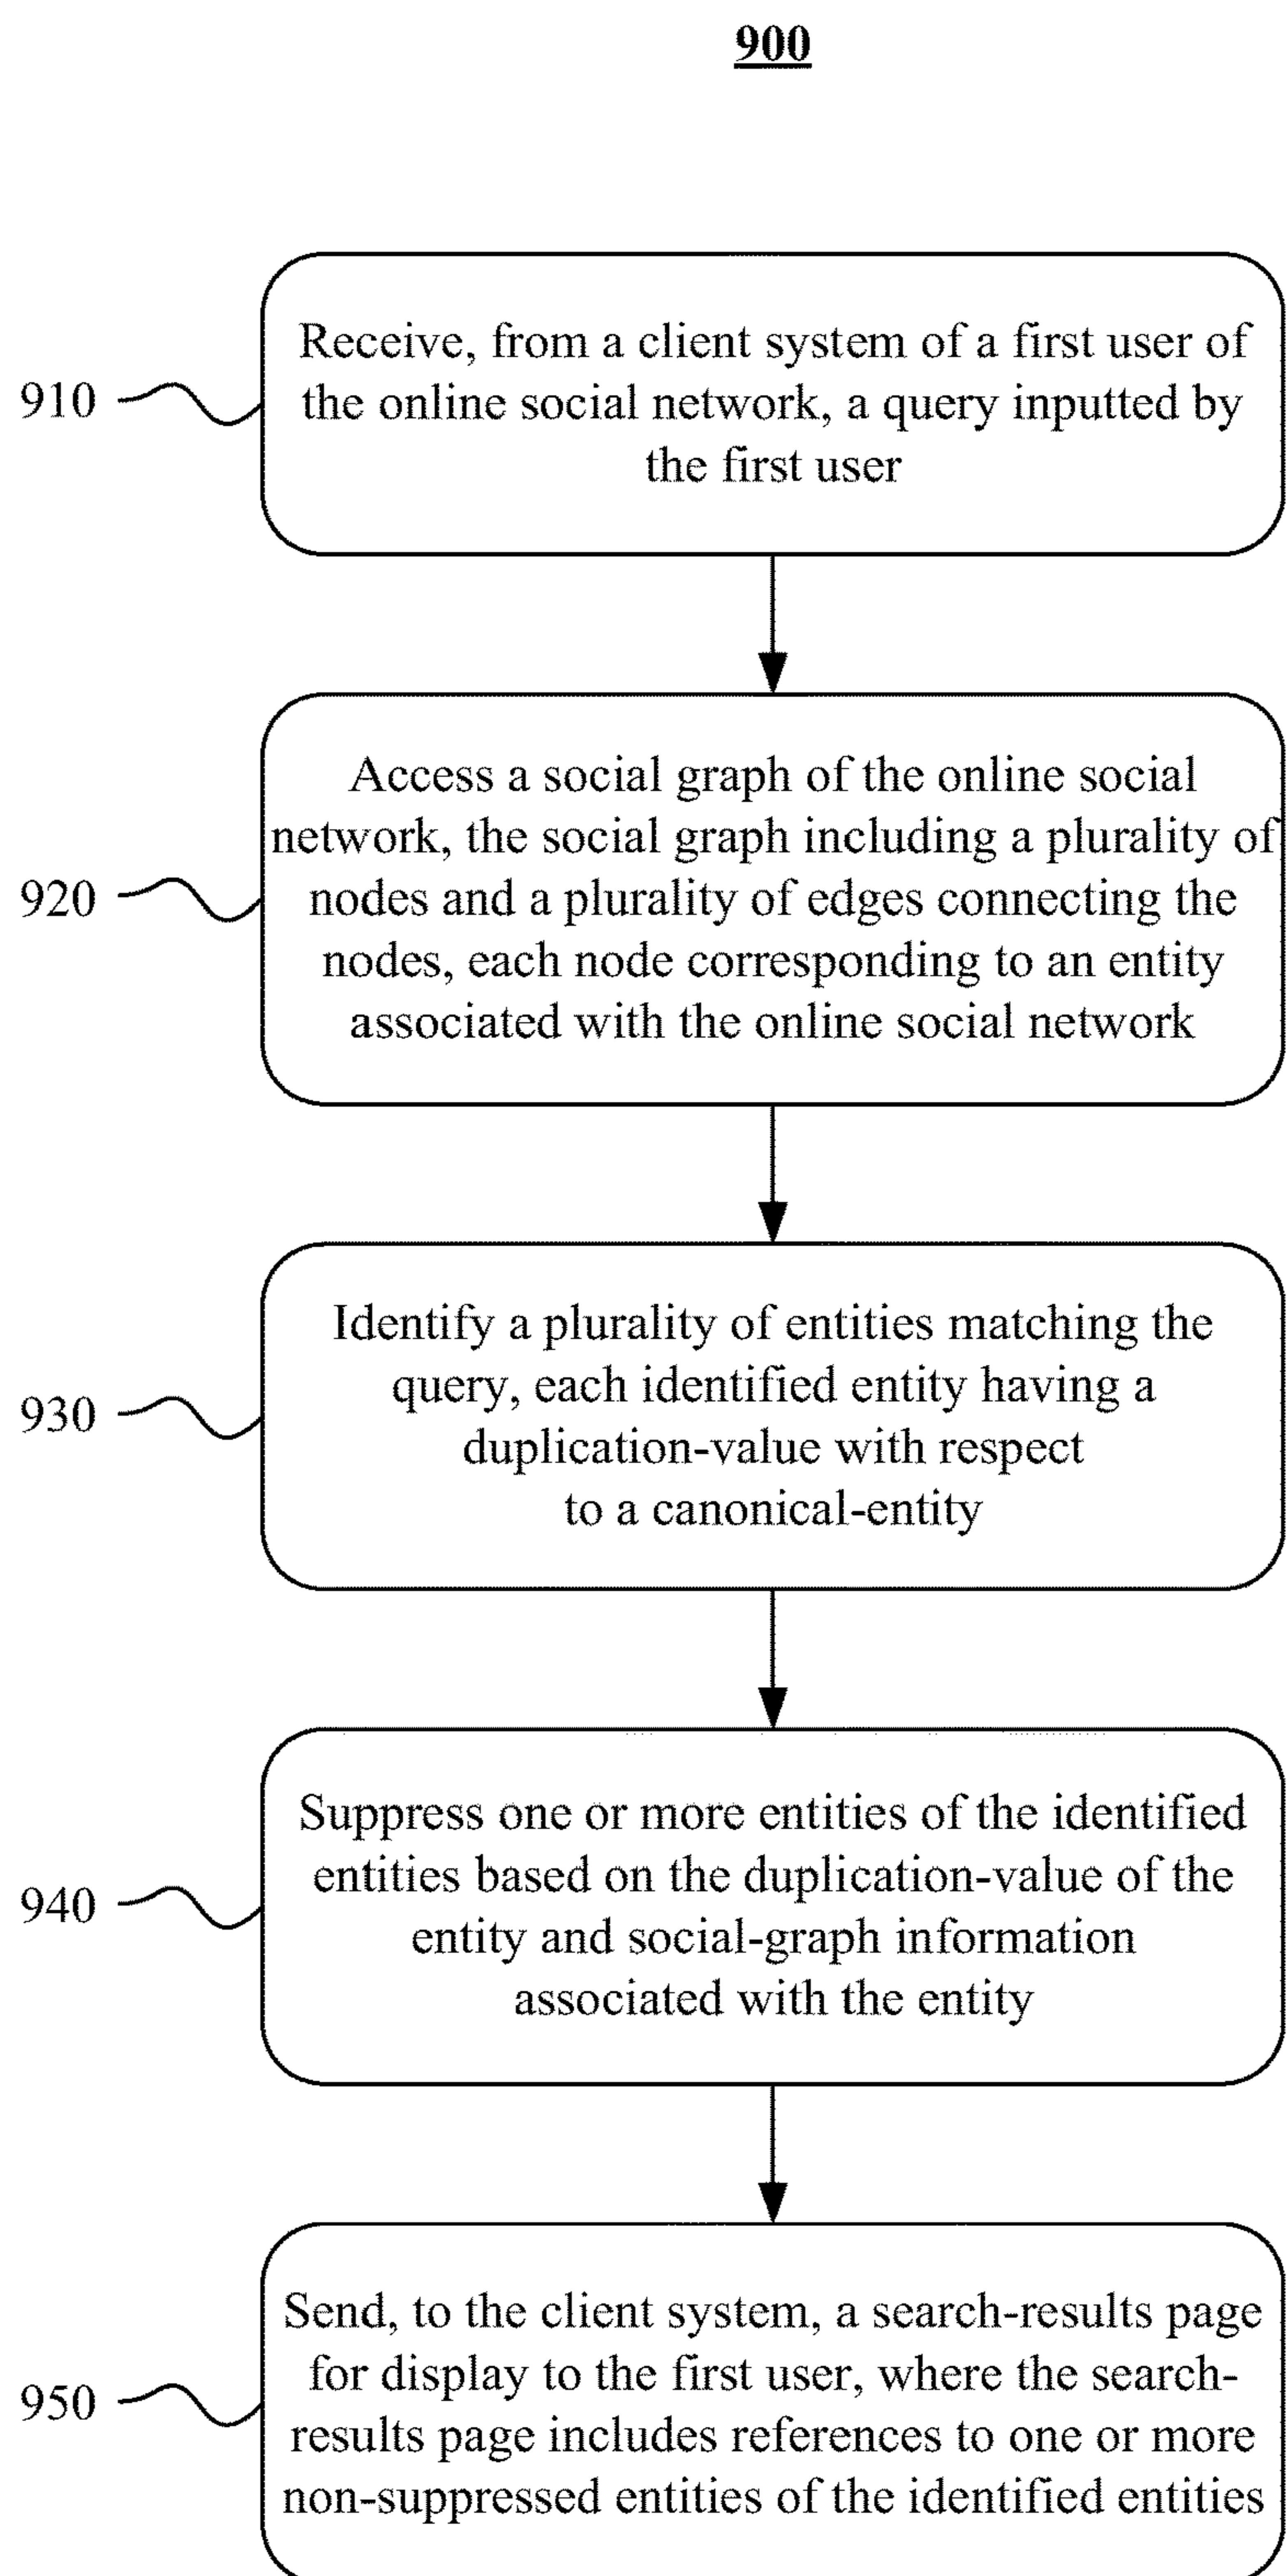 900
910
Receive, from a client system of a first user of
the online social network, a query inputted by
the first user
920
Access a social graph of the online social
network, the social graph including a plurality of
nodes and a plurality of edges connecting the
nodes, each node corresponding to an entity
associated with the online social network
930
Identify a plurality of entities matching the
query, each identified entity having a
duplication-value with respect
to a canonical-entity
940
Suppress one or more entities of the identified
entities based on the duplication-value of the
entity and social-graph information
associated with the entity
950
Send, to the client system, a search-results page
for display to the first user, where the search-
results page includes references to one or more
non-suppressed entities of the identified entities